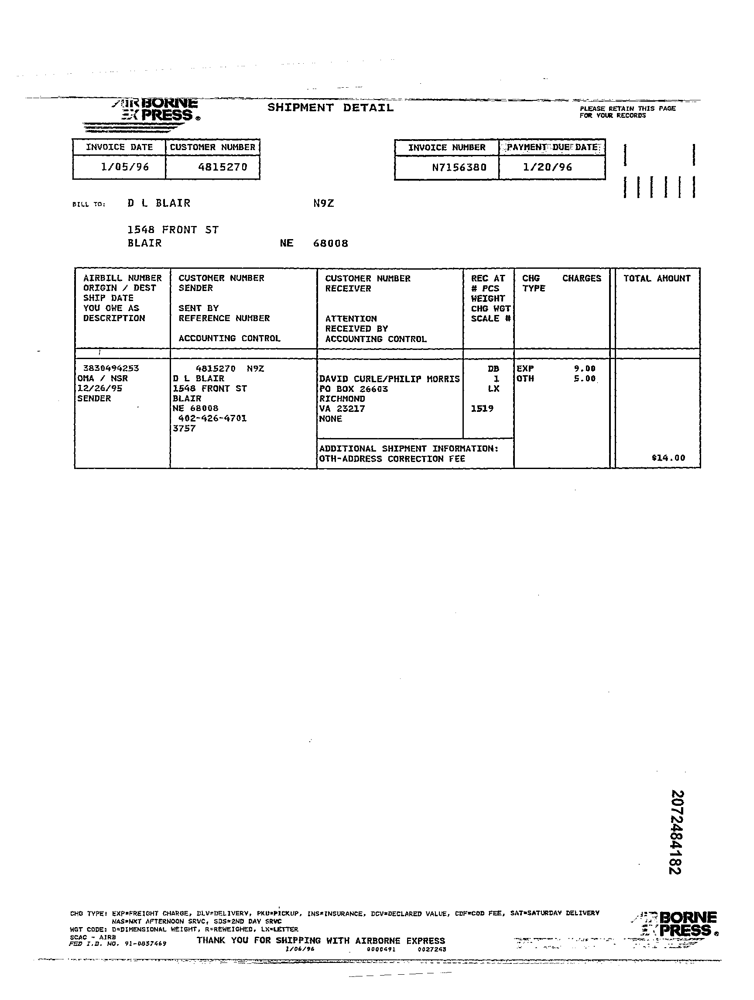 AIRBORNE
EXPRESS®
SHIPMENT DETAIL
PLEASE RETAIN THIS PAGE
FOR YOUR RECORDS
INVOICE DATE CUSTOMER NUMBER INVOICE NUMBER PAYMENT DUE DATE
1/05/96 4815270 N7156380 1/20/96
BILL TO: D L BLAIR N9Z
1548 FRONT ST
BLAIR NE 68008
AIRBILL NUMBER CUSTOMER NUMBER CUSTOMER NUMBER REC AT CHG CHARGES TOTAL AMOUNT
ORIGIN / DEST SENDER RECEIVER # PCS TYPE
SHIP DATE WEIGHT
YOU OWE AS SENT BY CHG WGT
DESCRIPTION REFERENCE NUMBER ATTENTION SCALE #
RECEIVED BY
ACCOUNTING CONTROL ACCOUNTING CONTROL
3830494253 4815270 N9Z DB EXP 9.00
OMA / NSR D L BLAIR DAVID CURLE/PHILIP MORRIS 1 OTH 5.00
12/26/95 1548 FRONT ST PO BOX 26603 LX
SENDER BLAIR RICHMOND
NE 68008 VA 23217 1519
402-426-4701 NONE
3757
ADDITIONAL SHIPMENT INFORMATION:
OTH-ADDRESS CORRECTION FEE $14.00
2072484182
CHG TYPE: EXP=FREIGHT CHARGE, DLV=DELIVERY, PKU=PICKUP, INS=INSURANCE, DCV=DECLARED VALUE, CDF=COD FEE, SAT=SATURDAY DELIVERY
NAS=NXT AFTERNOON SRVC, SDS=2ND DAY SRVC
WGT CODE: D=DIMENSIONAL WEIGHT, R=REWEIGHED, LX=LETTER
SCAC - AIRB
FED I.D. NO. 91-0837469 THANK YOU FOR SHIPPING WITH AIRBORNE EXPRESS
1/06/96 0000491 0027243
AIRBORNE
EXPRESS®